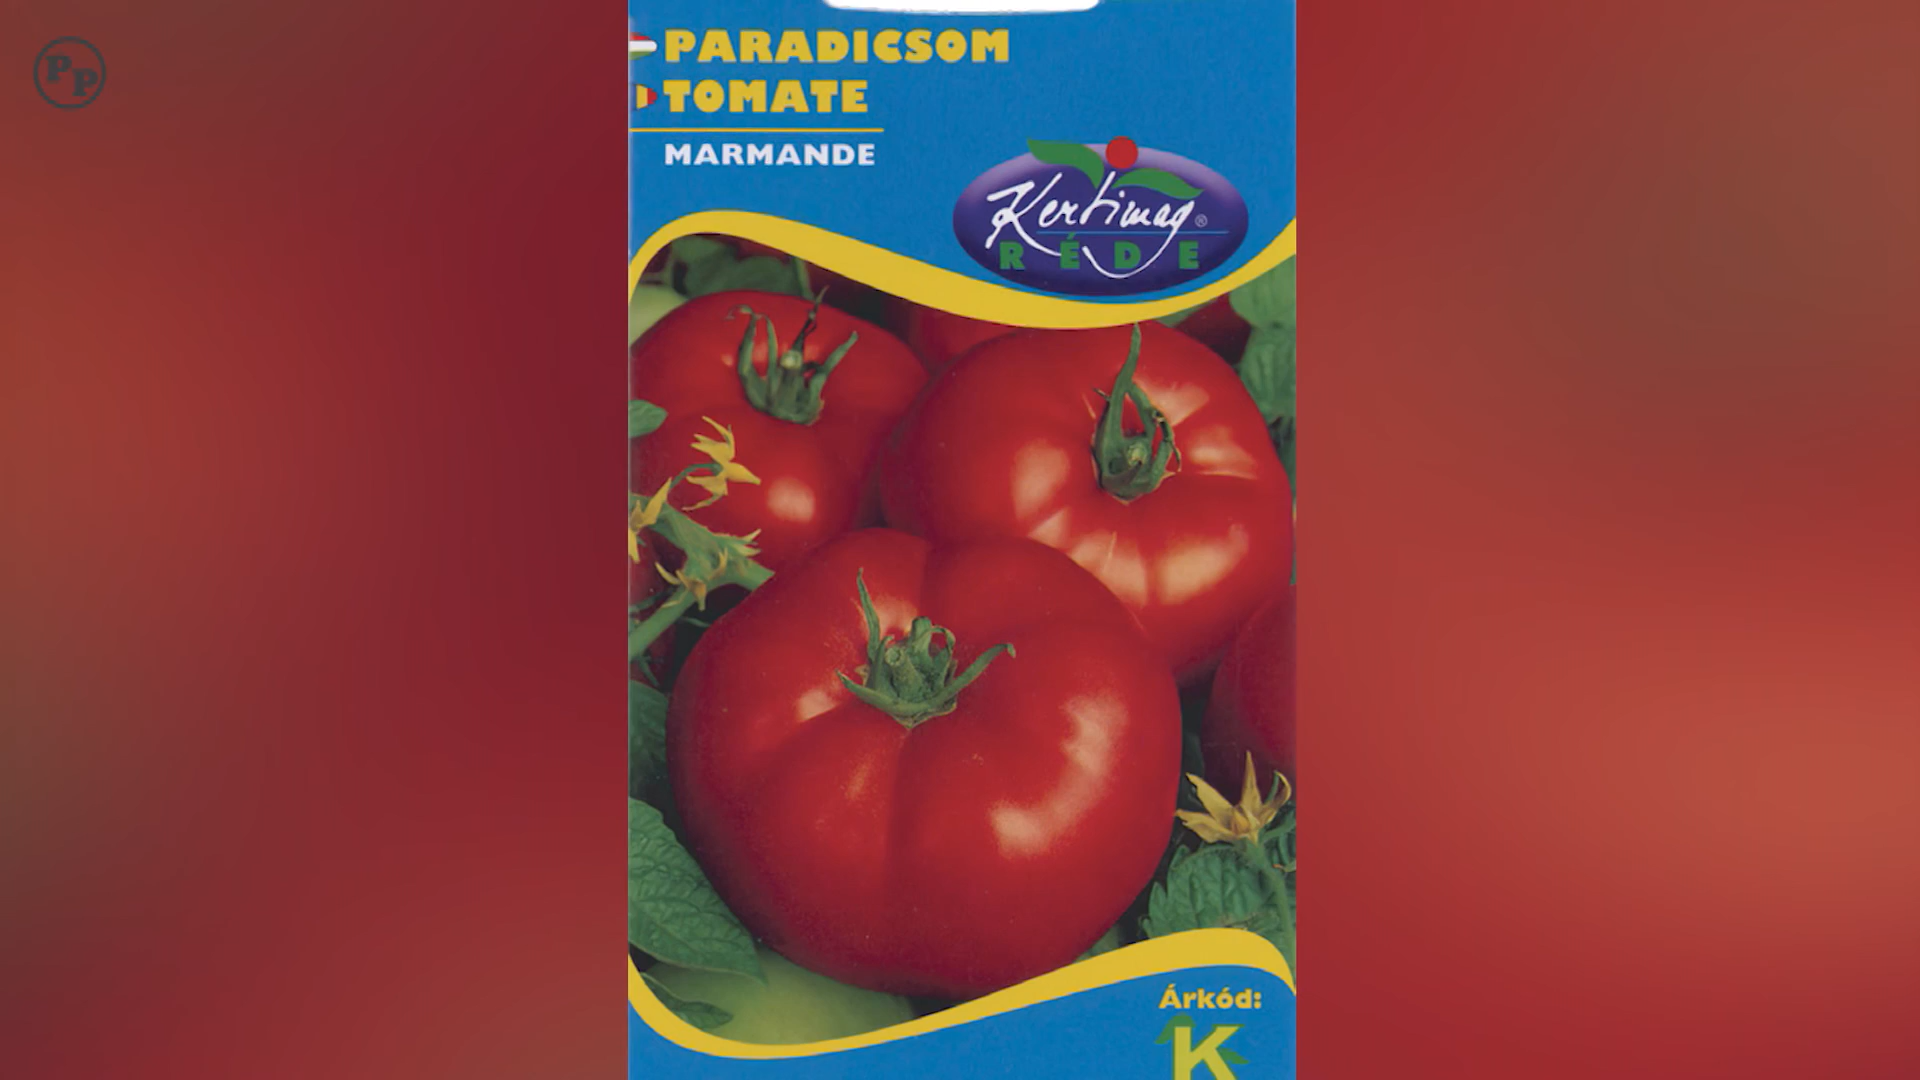 PP
PARADICSOM
TOMATE
MARMANDE
Kertimag®
RÉDE
Árkód:
K